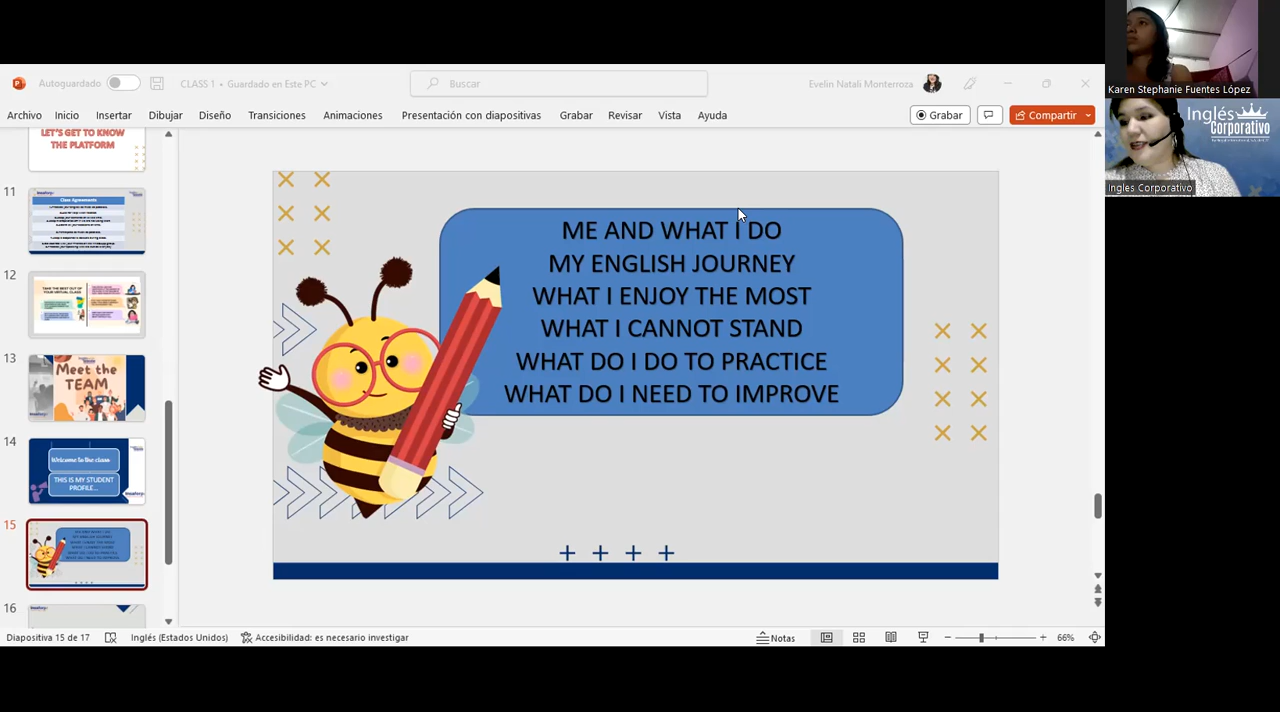 Autoguardado
CLASS 1 • Guardado en Este PC
Buscar
Evelin Natali Monterroza
Archivo Inicio Insertar Dibujar Diseño Transiciones Animaciones Presentación con diapositivas Grabar Revisar Vista Ayuda
Grabar
Compartir
Karen Stephanie Fuentes López
Inglés
Corporativo
Ingles Corporativo
LET'S GET TO KNOW
THE PLATFORM
11
Class Agreements
12
TAKE THE BEST OUT OF
YOUR VIRTUAL CLASS
13
Meet the
TEAM
14
Welcome to the class
THIS IS MY STUDENT
PROFILE...
15
16
ME AND WHAT I DO
MY ENGLISH JOURNEY
WHAT I ENJOY THE MOST
WHAT I CANNOT STAND
WHAT DO I DO TO PRACTICE
WHAT DO I NEED TO IMPROVE
Diapositiva 15 de 17
Inglés (Estados Unidos)
Accesibilidad: es necesario investigar
Notas
66%